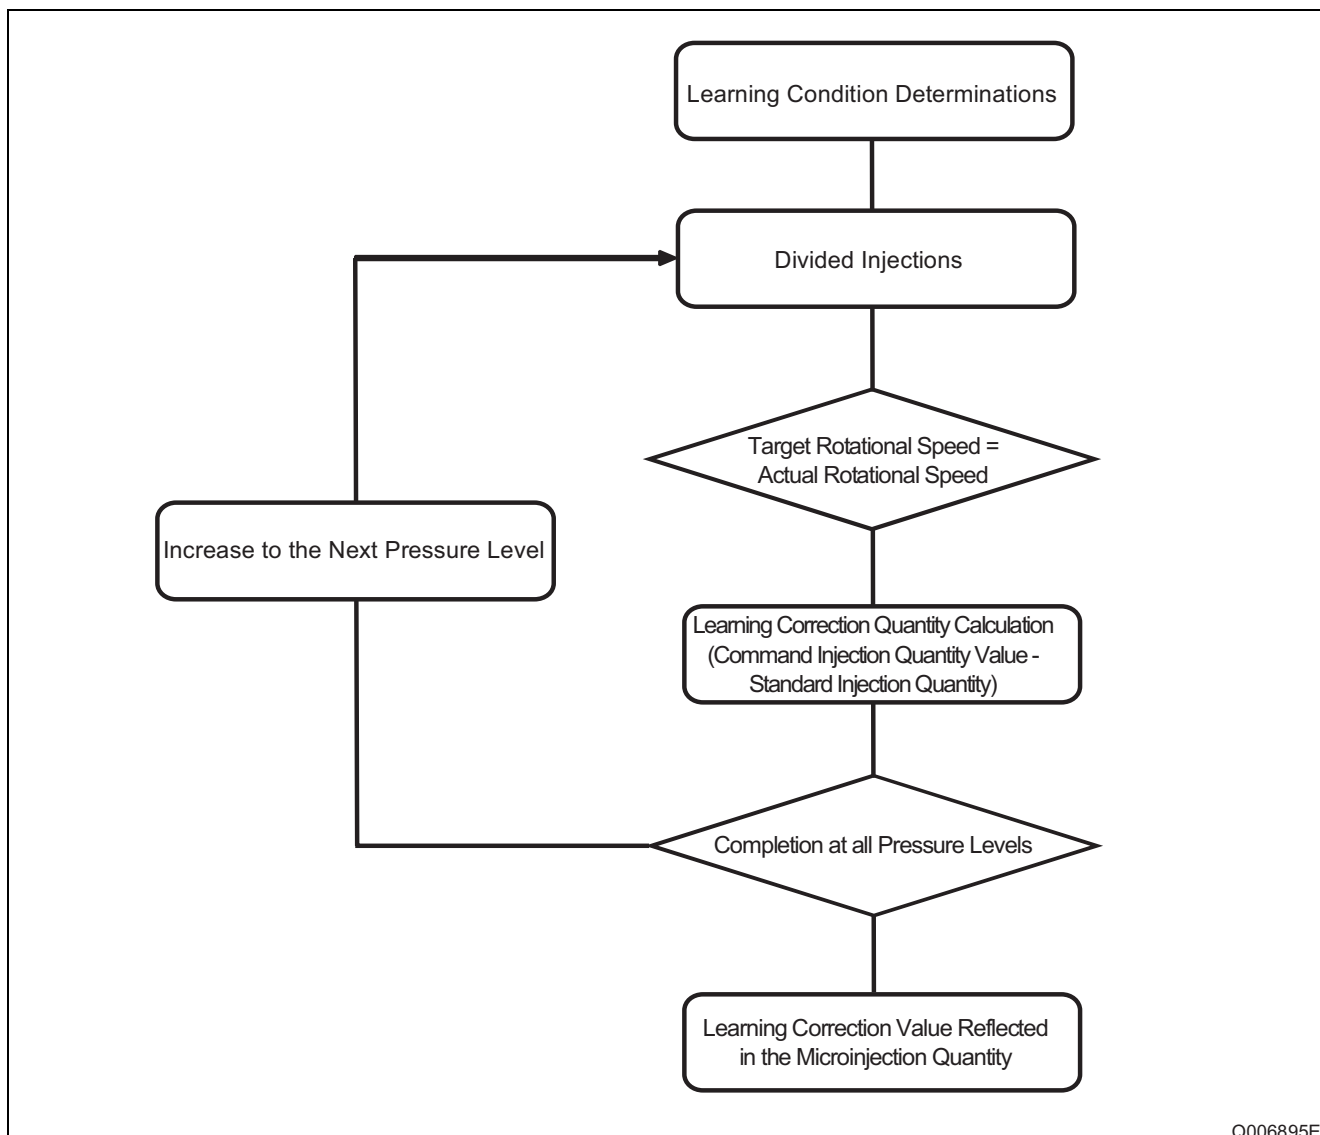 Learning Condition Determinations
Divided Injections
Target Rotational Speed =
Actual Rotational Speed
Increase to the Next Pressure Level
Learning Correction Quantity Calculation
(Command Injection Quantity Value -
Standard Injection Quantity)
Completion at all Pressure Levels
Learning Correction Value Reflected
in the Microinjection Quantity
Q006895E